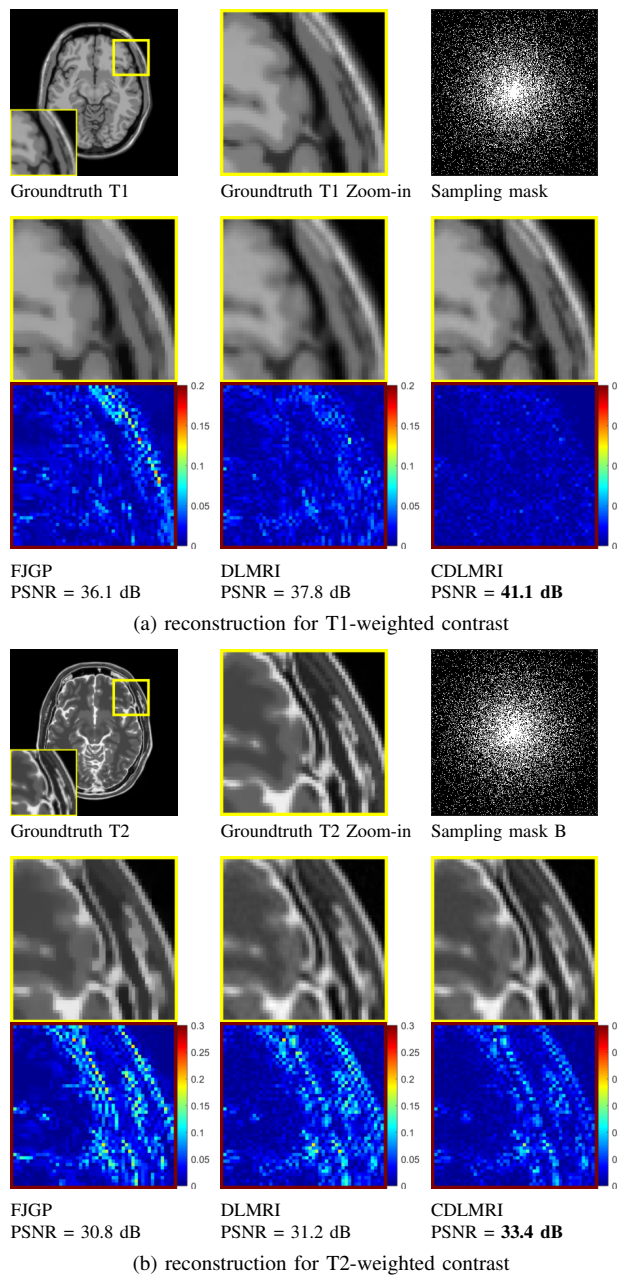 Groundtruth T1
Groundtruth T1 Zoom-in
Sampling mask
0.2
0.15
0.1
0.05
0
0.2
0.15
0.1
0.05
0
0
0
0
0
0
FJGP
PSNR = 36.1 dB
DLMRI
PSNR = 37.8 dB
CDLMRI
PSNR = 41.1 dB
(a) reconstruction for T1-weighted contrast
Groundtruth T2
Groundtruth T2 Zoom-in
Sampling mask B
0.3
0.25
0.2
0.15
0.1
0.05
0
0.3
0.25
0.2
0.15
0.1
0.05
0
0
0
0
0
0
0
0
FJGP
PSNR = 30.8 dB
DLMRI
PSNR = 31.2 dB
CDLMRI
PSNR = 33.4 dB
(b) reconstruction for T2-weighted contrast